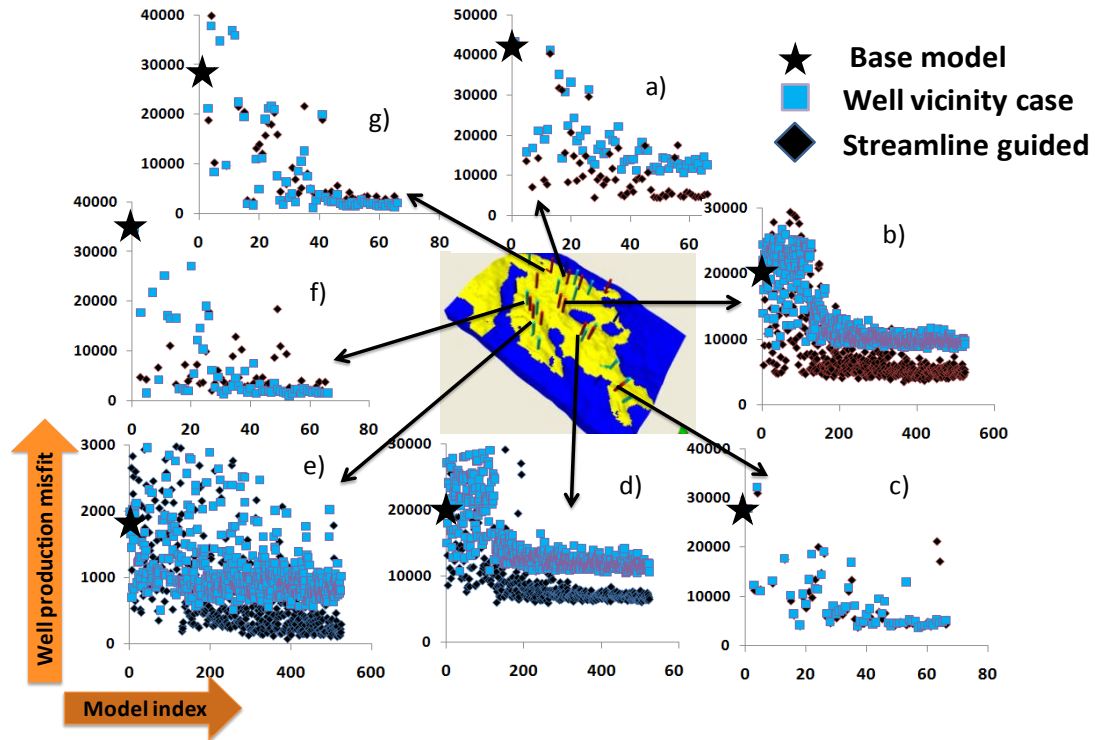 40000
30000
20000
10000
0
0 20 40 60 80
g)
50000
40000
30000
20000
10000
0
0 20 40 60
a)
Base model
Well vicinity case
Streamline guided
40000
30000
20000
10000
0
0 20 40 60 80
f)
30000
20000
10000
0
0 200 400 600
b)
3000
2000
1000
0
0 200 400 600
e)
30000
20000
10000
0
0 200 400 60
d)
40000
30000
20000
10000
0
0 20 40 60 80
c)
Well production misfit
Model index